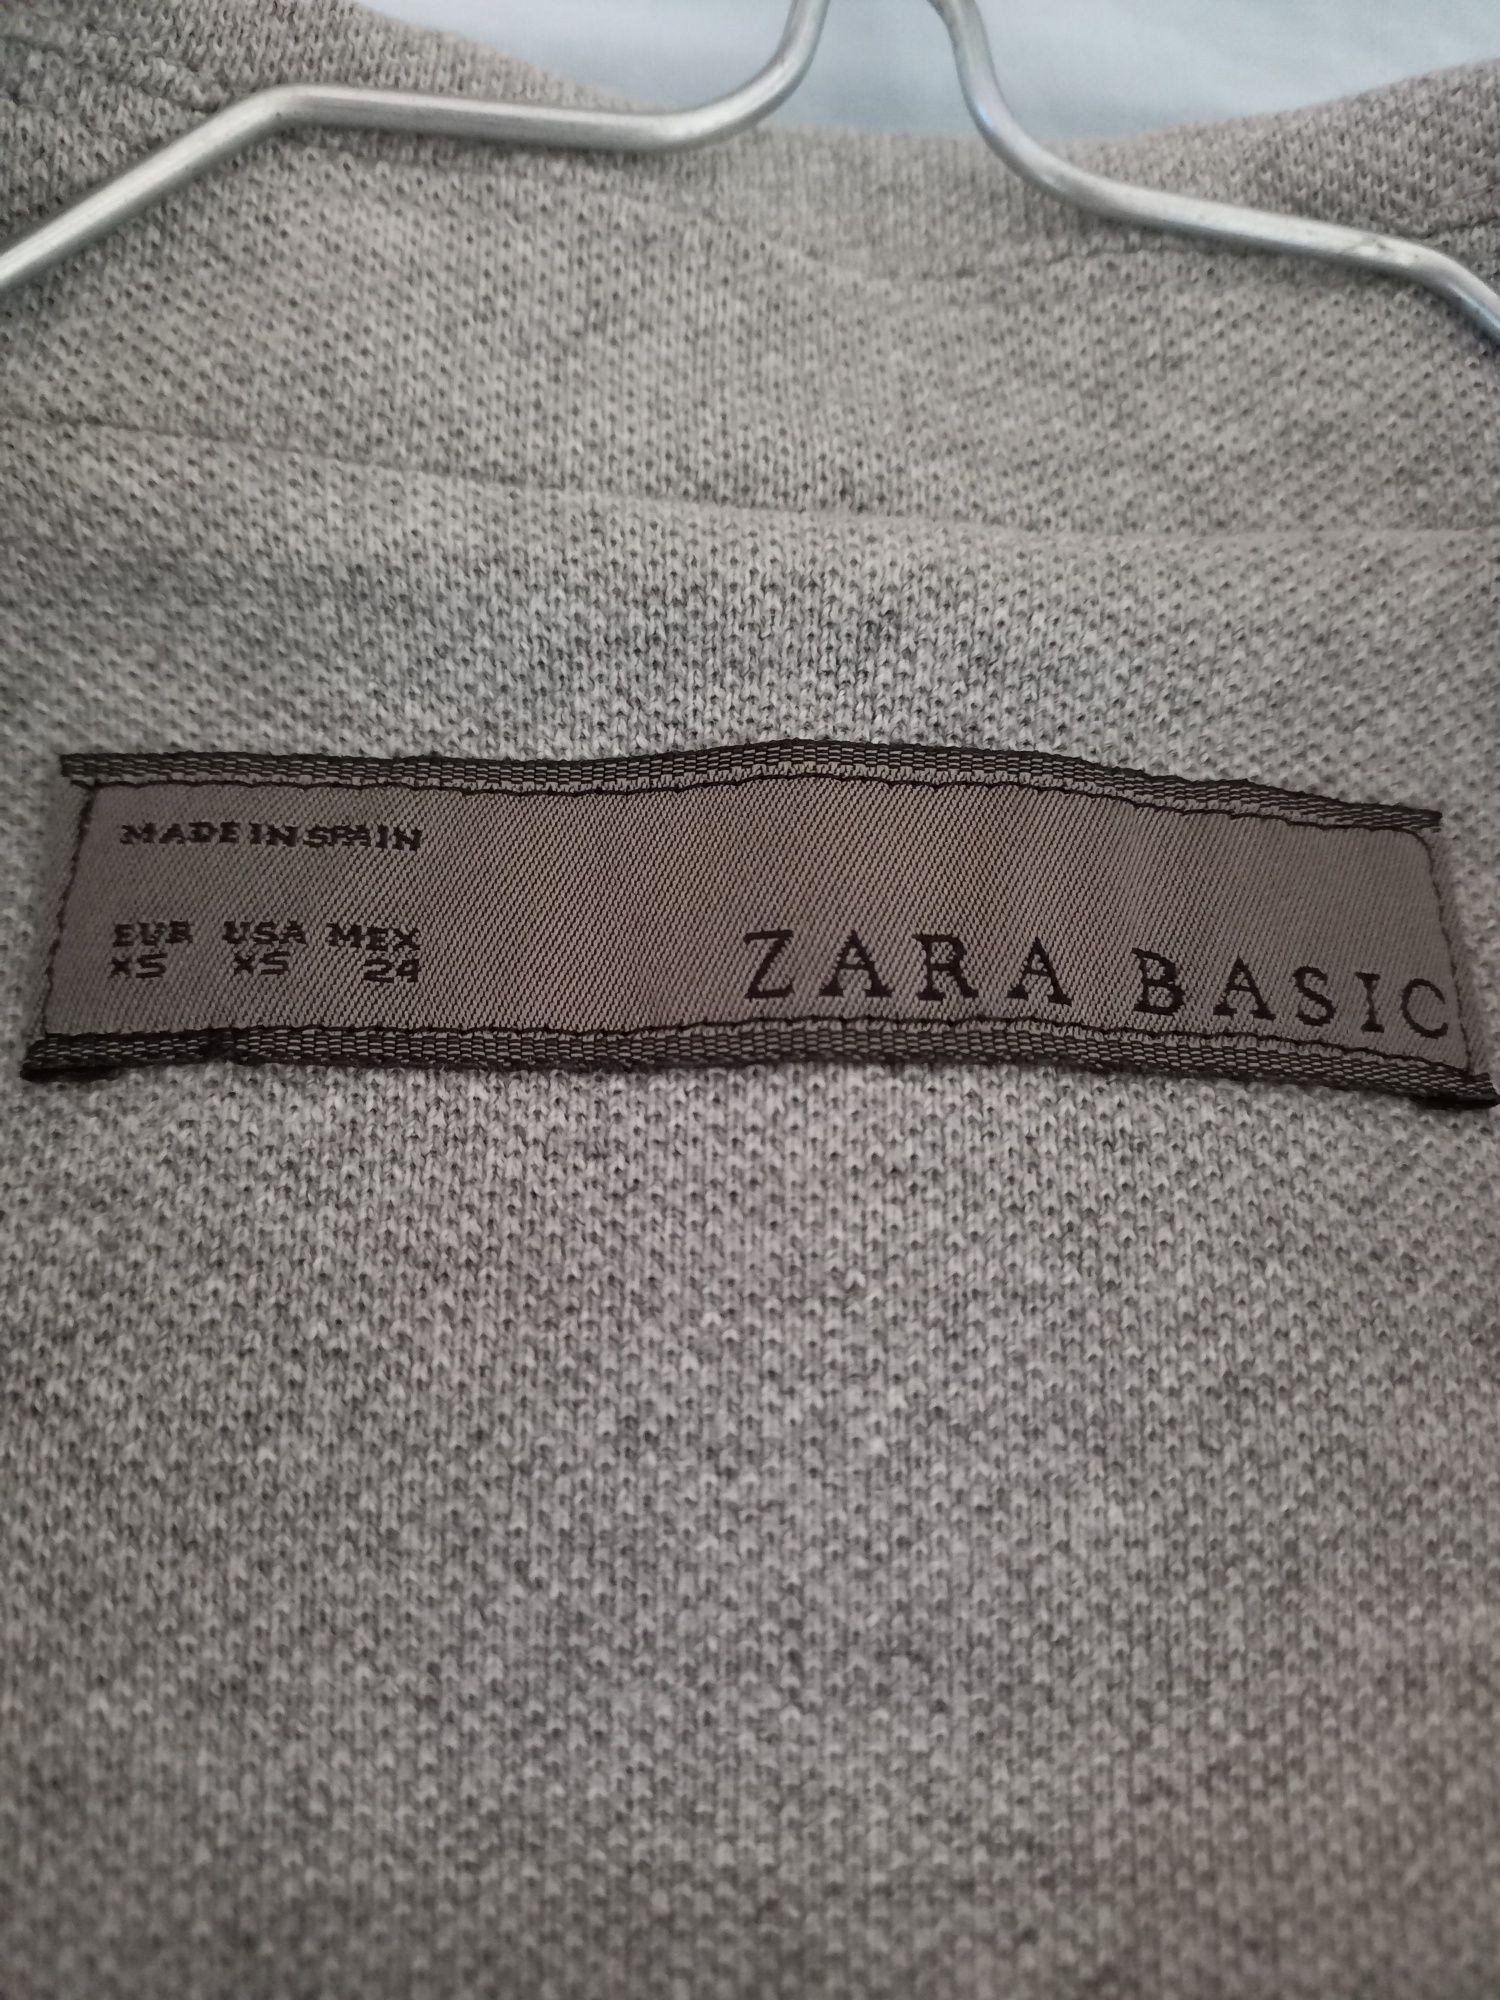 MADE IN SPAIN
EUR USA MEX
XS XS 24
ZARA BASIC